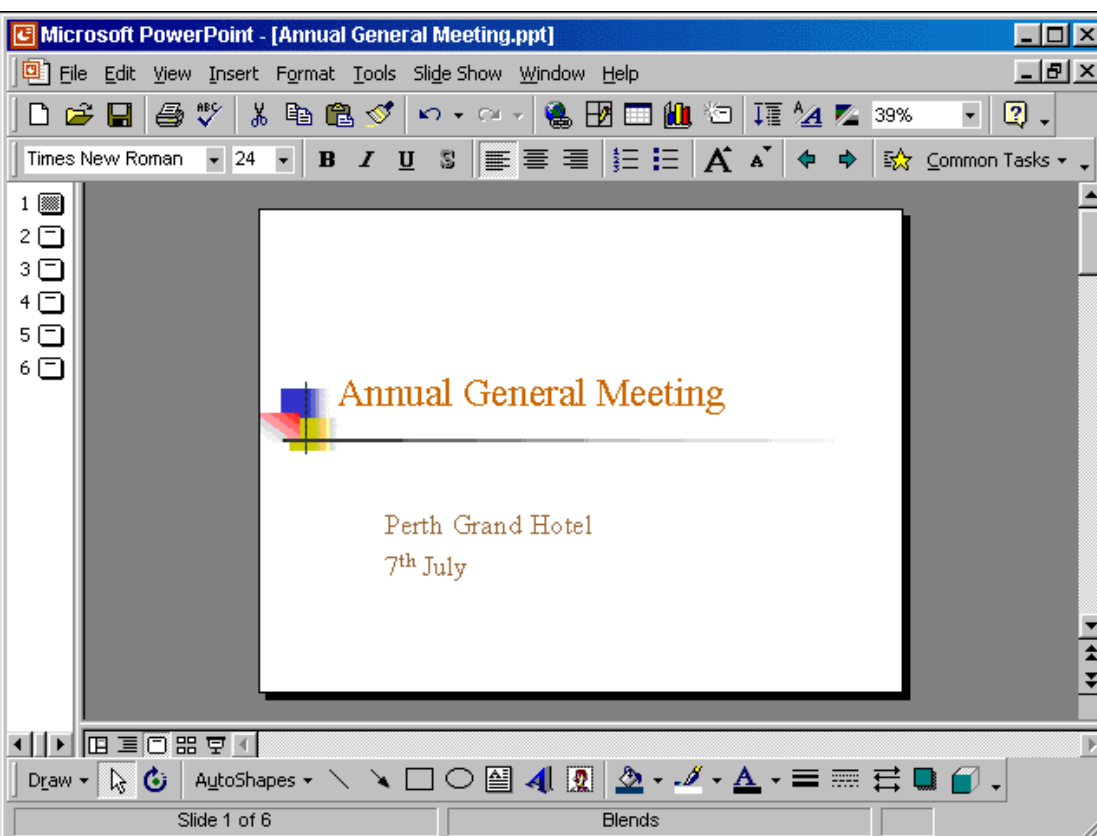 Microsoft PowerPoint - [Annual General Meeting.ppt]
File Edit View Insert Format Tools Slide Show Window Help
ABC 39%
Times New Roman 24 B I U S A A Common Tasks
1
2
3
4
5
6
Annual General Meeting
Perth Grand Hotel
7th July
Draw AutoShapes A A
Slide 1 of 6 Blends